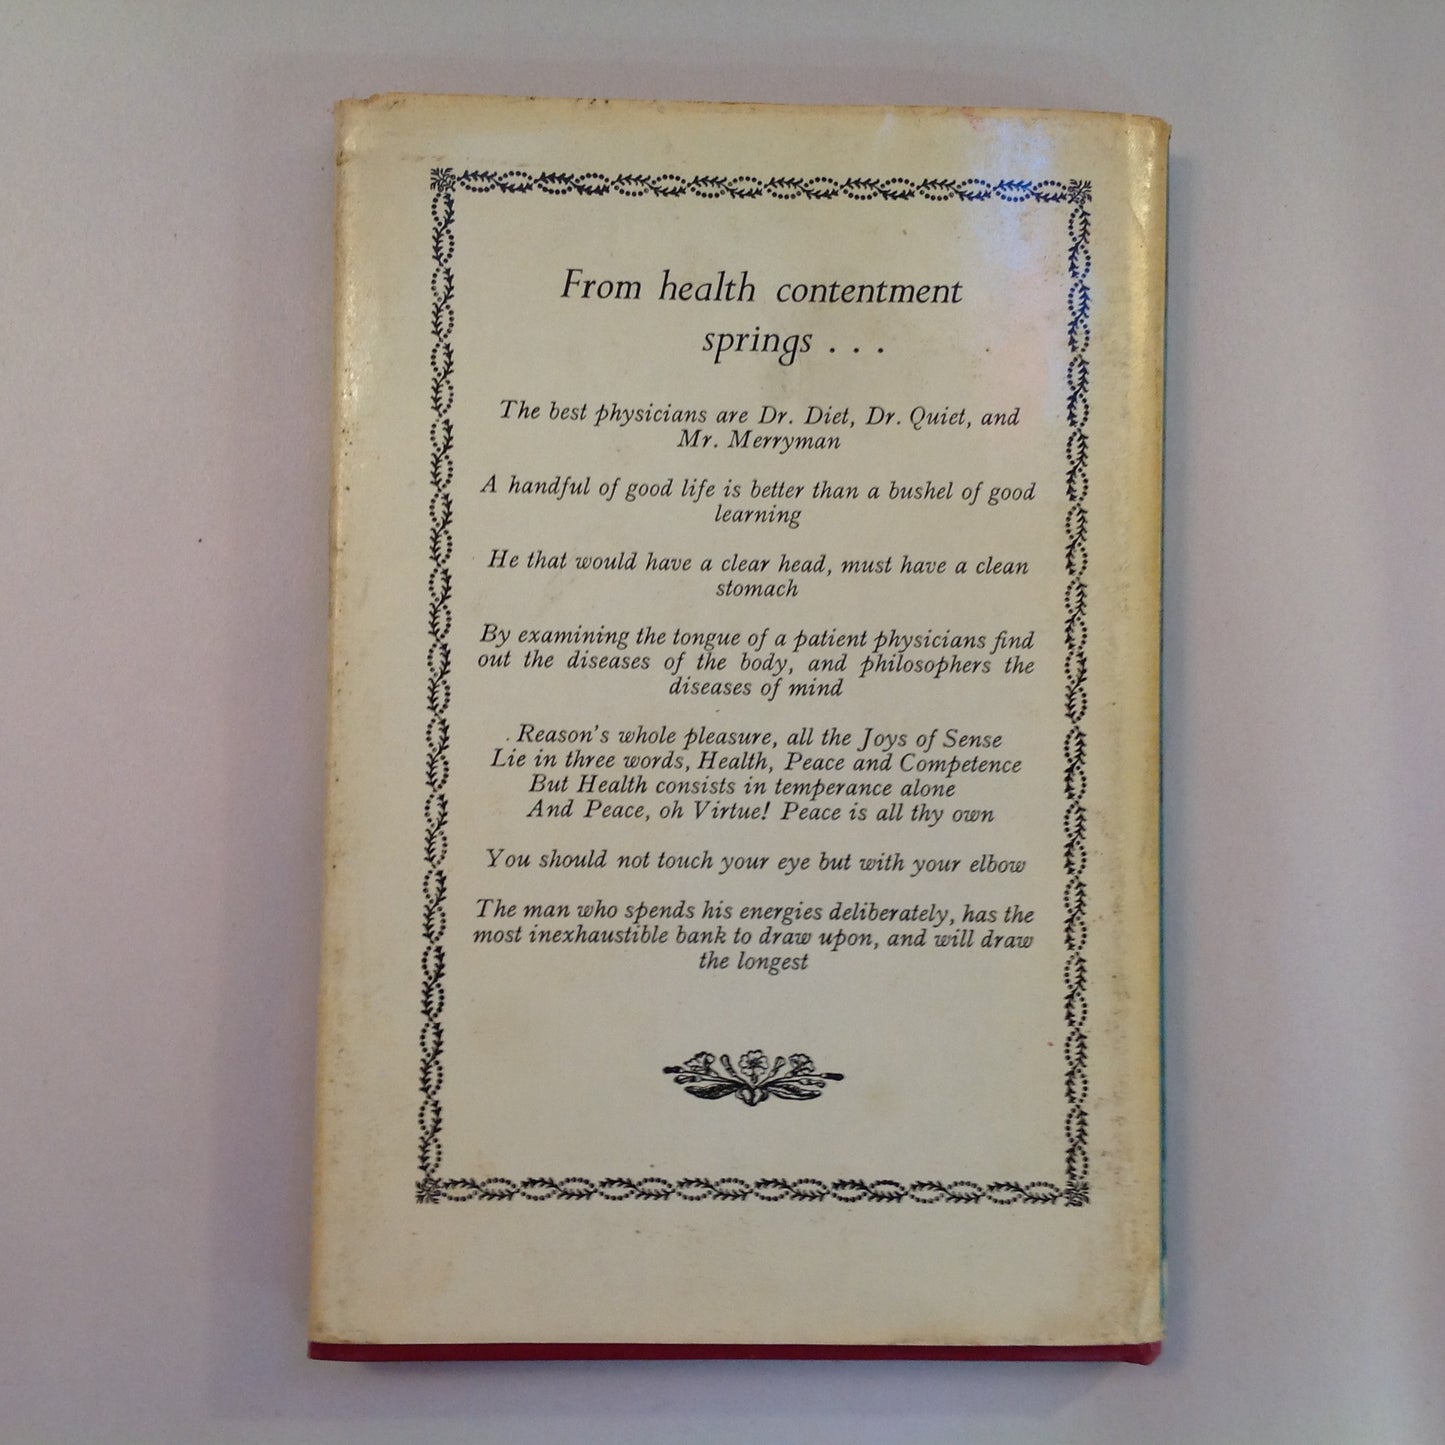 From health contentment
springs . . .
The best physicians are Dr. Diet, Dr. Quiet, and
Mr. Merryman
A handful of good life is better than a bushel of good
learning
He that would have a clear head, must have a clean
stomach
By examining the tongue of a patient physicians find
out the diseases of the body, and philosophers the
diseases of mind
Reason's whole pleasure, all the Joys of Sense
Lie in three words, Health, Peace and Competence
But Health consists in temperance alone
And Peace, oh Virtue! Peace is all thy own
You should not touch your eye but with your elbow
The man who spends his energies deliberately, has the
most inexhaustible bank to draw upon, and will draw
the longest